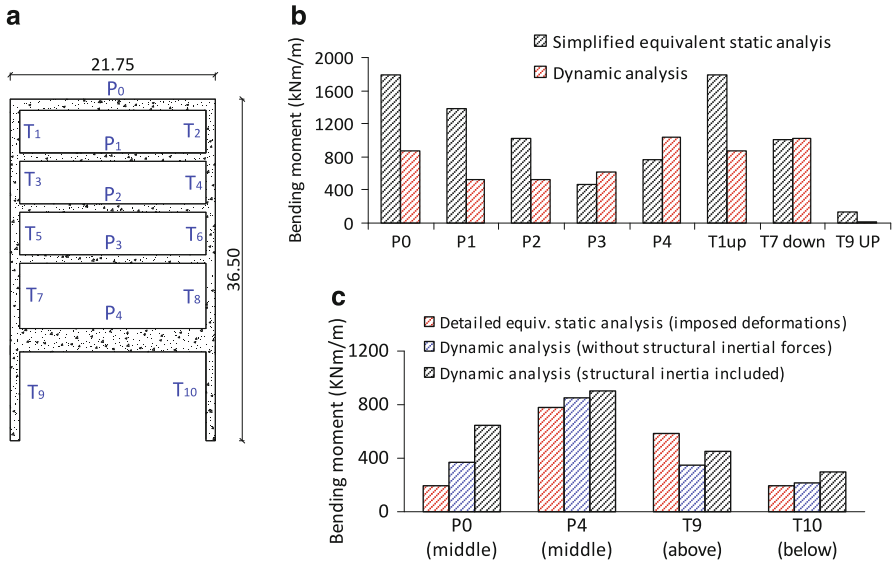 a
21.75
P0
T1
T2
P1
T3
T4
P2
T5
T6
P3
T7
T8
P4
T9
T10
36.50
b
Simplified equivalent static analyis
Dynamic analysis
Bending moment (kNm/m)
2000
1600
1200
800
400
0
P0 P1 P2 P3 P4 T1up T7 down T9 UP
c
Detailed equiv. static analysis (imposed deformations)
Dynamic analysis (without structural inertial forces)
Dynamic analysis (structural inertia included)
Bending moment (KNm/m)
1200
800
400
0
P0 P4 T9 T10
(middle) (middle) (above) (below)